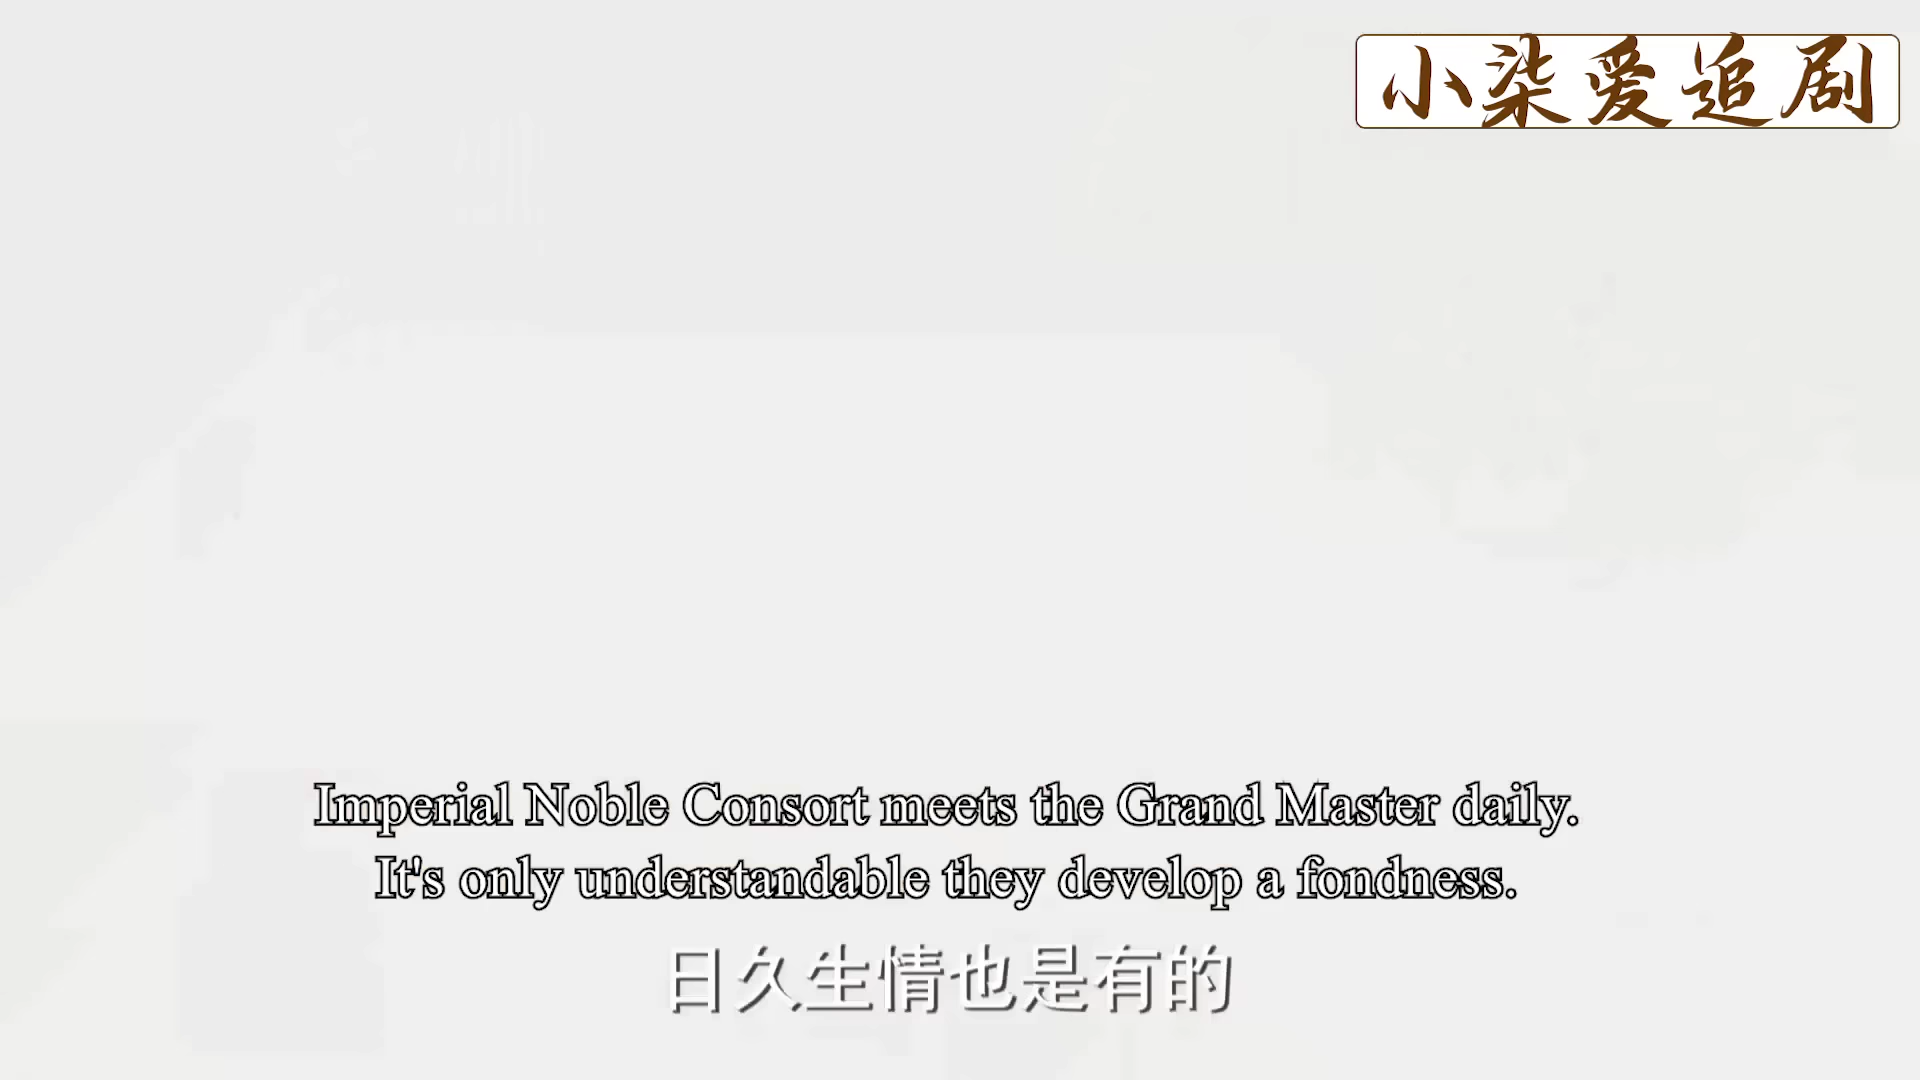 小柒爱追剧
Imperial Noble Consort meets the Grand Master daily.
It's only understandable they develop a fondness.
日久生情也是有的